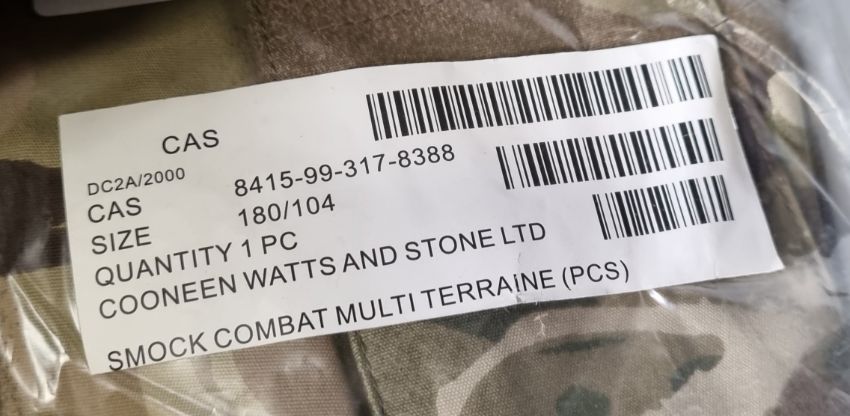 CAS
DC2A/2000
CAS 8415-99-317-8388
SIZE 180/104
QUANTITY 1 PC
COONEEN WATTS AND STONE LTD
SMOCK COMBAT MULTI TERRAiNE (PCS)